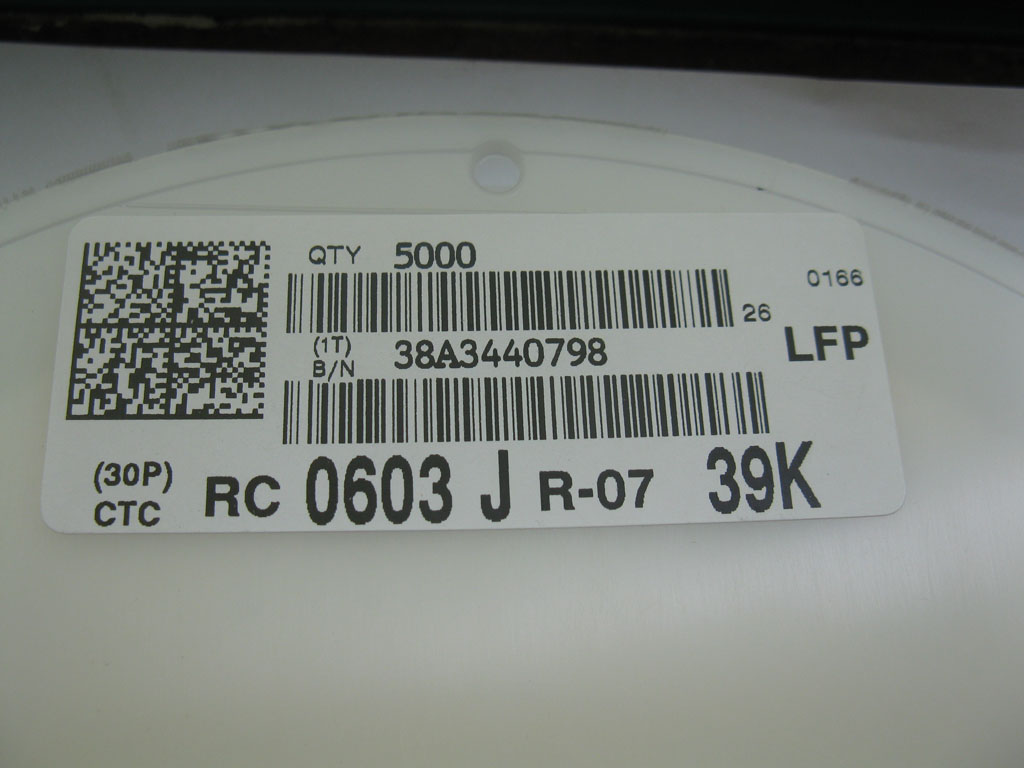 QTY 5000
0166
26
(1T)
B/N 38A3440798
LFP
(30P)
CTC RC 0603 J R-07 39K